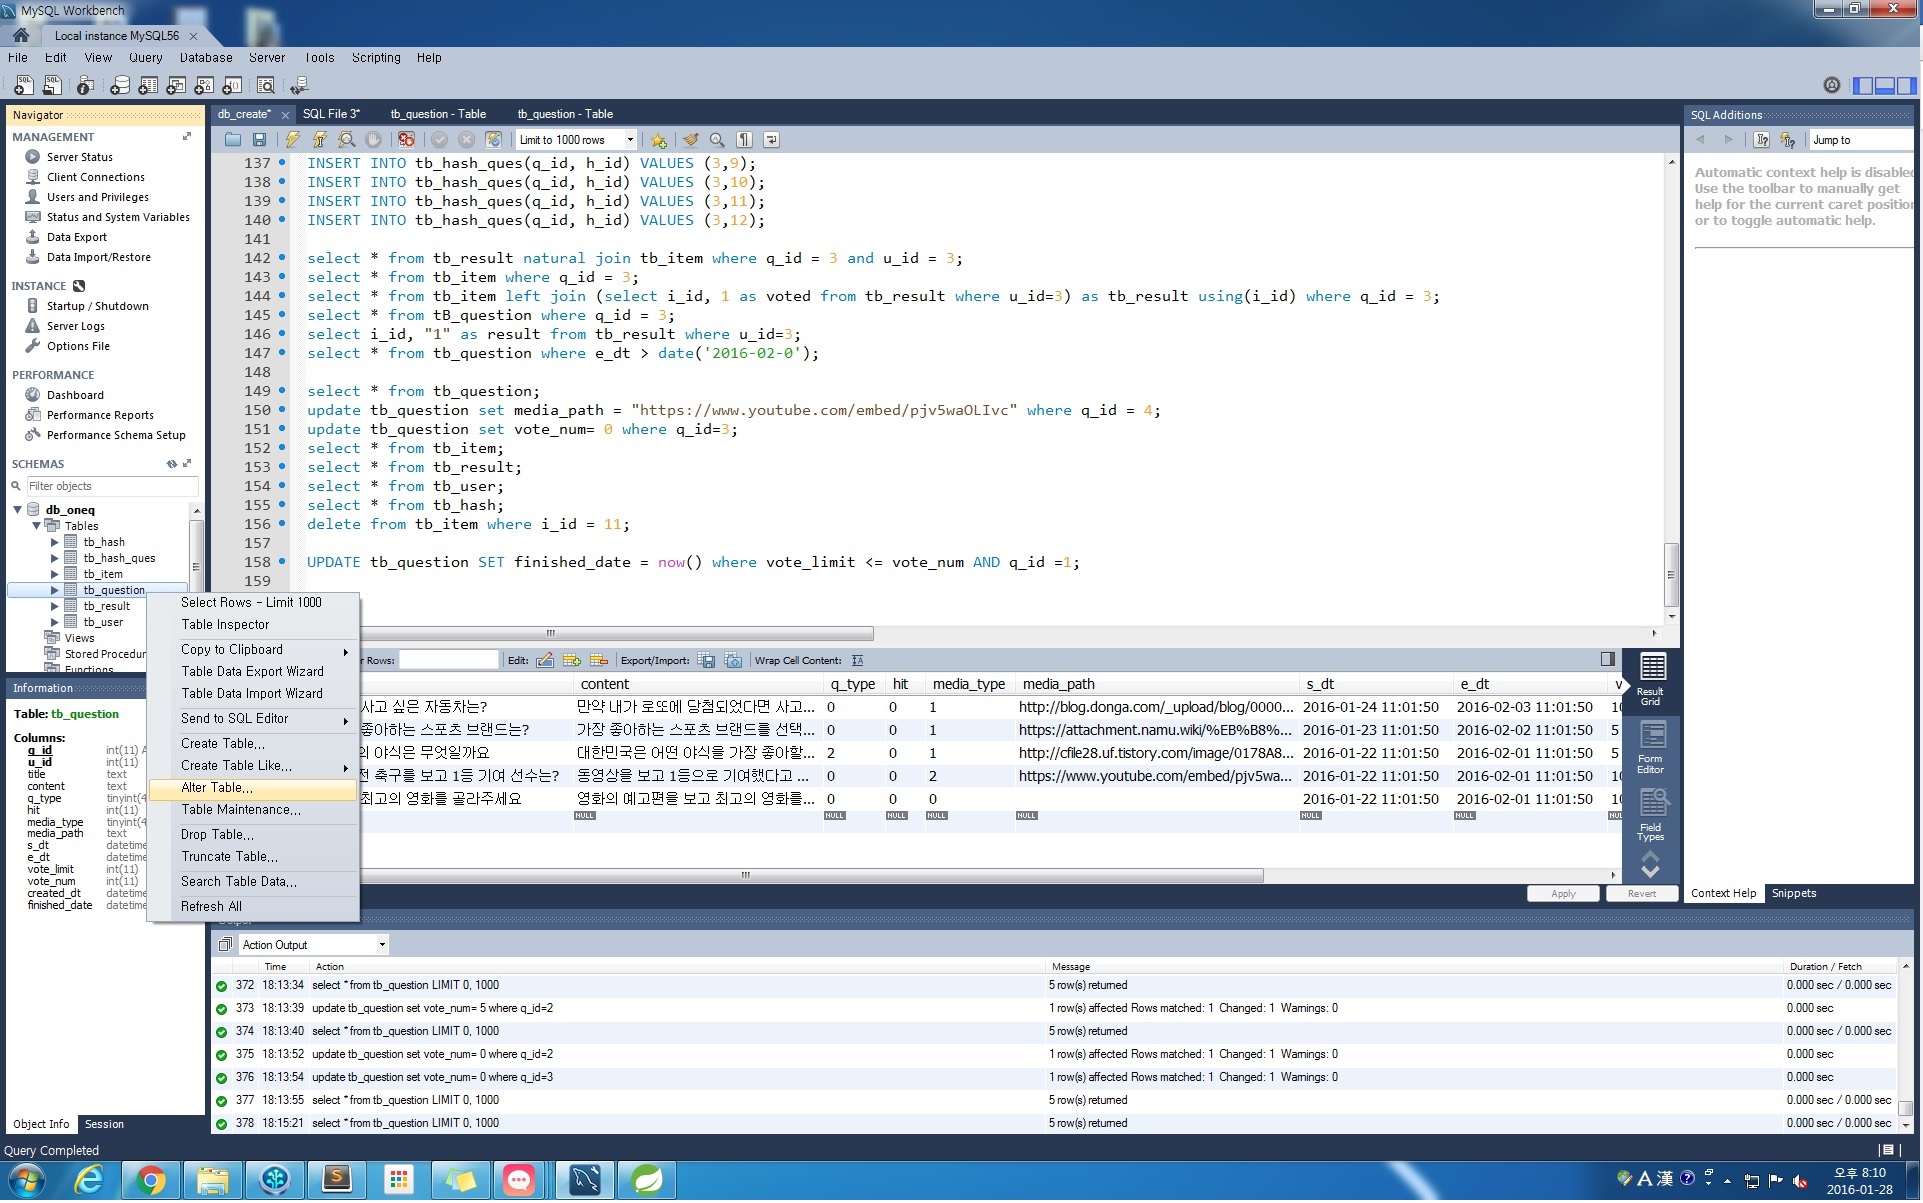 MySQL Workbench
Local instance MySQL56
File Edit View Query Database Server Tools Scripting Help
Navigator
MANAGEMENT
Server Status
Client Connections
Users and Privileges
Status and System Variables
Data Export
Data Import/Restore
INSTANCE
Startup / Shutdown
Server Logs
Options File
PERFORMANCE
Dashboard
Performance Reports
Performance Schema Setup
SCHEMAS
Filter objects
db_oneq
Tables
tb_hash
tb_hash_ques
tb_item
tb_question
tb_result
tb_user
Views
Stored Procedur
Functions
Information
Table: tb_question
Columns:
q_id int(11) A
u_id int(11)
title text
content text
q_type tinyint(4
hit int(11)
media_type tinyint(4
media_path text
s_dt datetime
e_dt datetime
vote_limit int(11)
vote_num int(11)
created_dt datetime
finished_date datetime
Object Info Session
Query Completed
Select Rows - Limit 1000
Table Inspector
Copy to Clipboard
Table Data Export Wizard
Table Data Import Wizard
Send to SQL Editor
Create Table...
Create Table Like...
Alter Table...
Table Maintenance...
Drop Table...
Truncate Table...
Search Table Data...
Refresh All
db_create* SQL File 3* tb_question - Table tb_question - Table
Limit to 1000 rows
137 INSERT INTO tb_hash_ques(q_id, h_id) VALUES (3,9);
138 INSERT INTO tb_hash_ques(q_id, h_id) VALUES (3,10);
139 INSERT INTO tb_hash_ques(q_id, h_id) VALUES (3,11);
140 INSERT INTO tb_hash_ques(q_id, h_id) VALUES (3,12);
141
142 select * from tb_result natural join tb_item where q_id = 3 and u_id = 3;
143 select * from tb_item where q_id = 3;
144 select * from tb_item left join (select i_id, 1 as voted from tb_result where u_id=3) as tb_result using(i_id) where q_id = 3;
145 select * from tB_question where q_id = 3;
146 select i_id, "1" as result from tb_result where u_id=3;
147 select * from tb_question where e_dt > date('2016-02-0');
148
149 select * from tb_question;
150 update tb_question set media_path = "https://www.youtube.com/embed/pjv5waOLIvc" where q_id = 4;
151 update tb_question set vote_num= 0 where q_id=3;
152 select * from tb_item;
153 select * from tb_result;
154 select * from tb_user;
155 select * from tb_hash;
156 delete from tb_item where i_id = 11;
157
158 UPDATE tb_question SET finished_date = now() where vote_limit <= vote_num AND q_id =1;
159
r Rows: Edit: Export/Import: Wrap Cell Content:
content q_type hit media_type media_path s_dt e_dt v
사고 싶은 자동차는? 만약 내가 로또에 당첨되었다면 사고... 0 0 1 http://blog.donga.com/_upload/blog/0000... 2016-01-24 11:01:50 2016-02-03 11:01:50 10
좋아하는 스포츠 브랜드는? 가장 좋아하는 스포츠 브랜드를 선택... 0 0 1 https://attachment.namu.wiki/%EB%B8%... 2016-01-23 11:01:50 2016-02-02 11:01:50 5
의 야식은 무엇일까요 대한민국은 어떤 야식을 가장 좋아할... 2 0 1 http://cfile28.uf.tistory.com/image/0178A8... 2016-01-22 11:01:50 2016-02-01 11:01:50 5
전 축구를 보고 1등 기여 선수는? 동영상을 보고 1등으로 기여했다고 ... 0 0 2 https://www.youtube.com/embed/pjv5wa... 2016-01-22 11:01:50 2016-02-01 11:01:50 5
최고의 영화를 골라주세요 영화의 예고편을 보고 최고의 영화를... 0 0 0 2016-01-22 11:01:50 2016-02-01 11:01:50 10
NULL NULL NULL NULL NULL NULL NULL
Result Grid
Form Editor
Field Types
Apply Revert
SQL Additions
Jump to
Automatic context help is disabled
Use the toolbar to manually get
help for the current caret position
or to toggle automatic help.
Context Help Snippets
Action Output
Time Action Message Duration / Fetch
372 18:13:34 select * from tb_question LIMIT 0, 1000 5 row(s) returned 0.000 sec / 0.000 sec
373 18:13:39 update tb_question set vote_num= 5 where q_id=2 1 row(s) affected Rows matched: 1 Changed: 1 Warnings: 0 0.000 sec
374 18:13:40 select * from tb_question LIMIT 0, 1000 5 row(s) returned 0.000 sec / 0.000 sec
375 18:13:52 update tb_question set vote_num= 0 where q_id=2 1 row(s) affected Rows matched: 1 Changed: 1 Warnings: 0 0.000 sec
376 18:13:54 update tb_question set vote_num= 0 where q_id=3 1 row(s) affected Rows matched: 1 Changed: 1 Warnings: 0 0.000 sec
377 18:13:55 select * from tb_question LIMIT 0, 1000 5 row(s) returned 0.000 sec / 0.000 sec
378 18:15:21 select * from tb_question LIMIT 0, 1000 5 row(s) returned 0.000 sec / 0.000 sec
A 漢
오후 8:10
2016-01-28